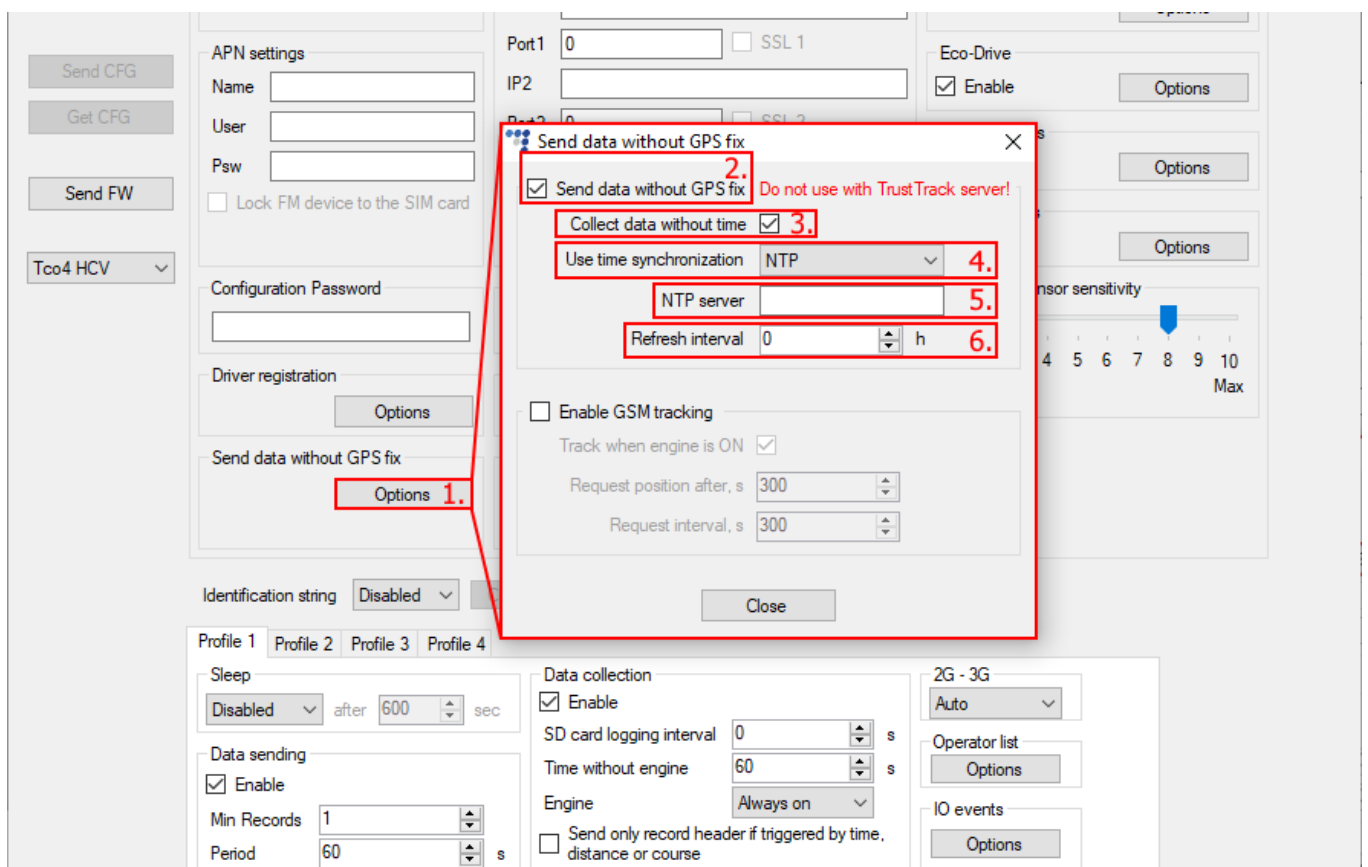 Send CFG
Get CFG
Send FW
Tco4 HCV
APN settings
Name
User
Psw
Lock FM device to the SIM card
Configuration Password
Driver registration
Options
Send data without GPS fix
Options 1.
Port1 0 SSL 1
IP2
Eco-Drive
Enable Options
Options
Options
sensitivity
4 5 6 7 8 9 10
Max
Send data without GPS fix
2.
Send data without GPS fix Do not use with TrustTrack server!
Collect data without time 3.
Use time synchronization NTP 4.
NTP server 5.
Refresh interval 0 h 6.
Enable GSM tracking
Track when engine is ON
Request position after, s 300
Request interval, s 300
Close
Identification string Disabled
Profile 1 Profile 2 Profile 3 Profile 4
Sleep
Disabled after 600 sec
Data sending
Enable
Min Records 1
Period 60 s
Data collection
Enable
SD card logging interval 0 s
Time without engine 60 s
Engine Always on
Send only record header if triggered by time,
distance or course
2G - 3G
Auto
Operator list
Options
IO events
Options